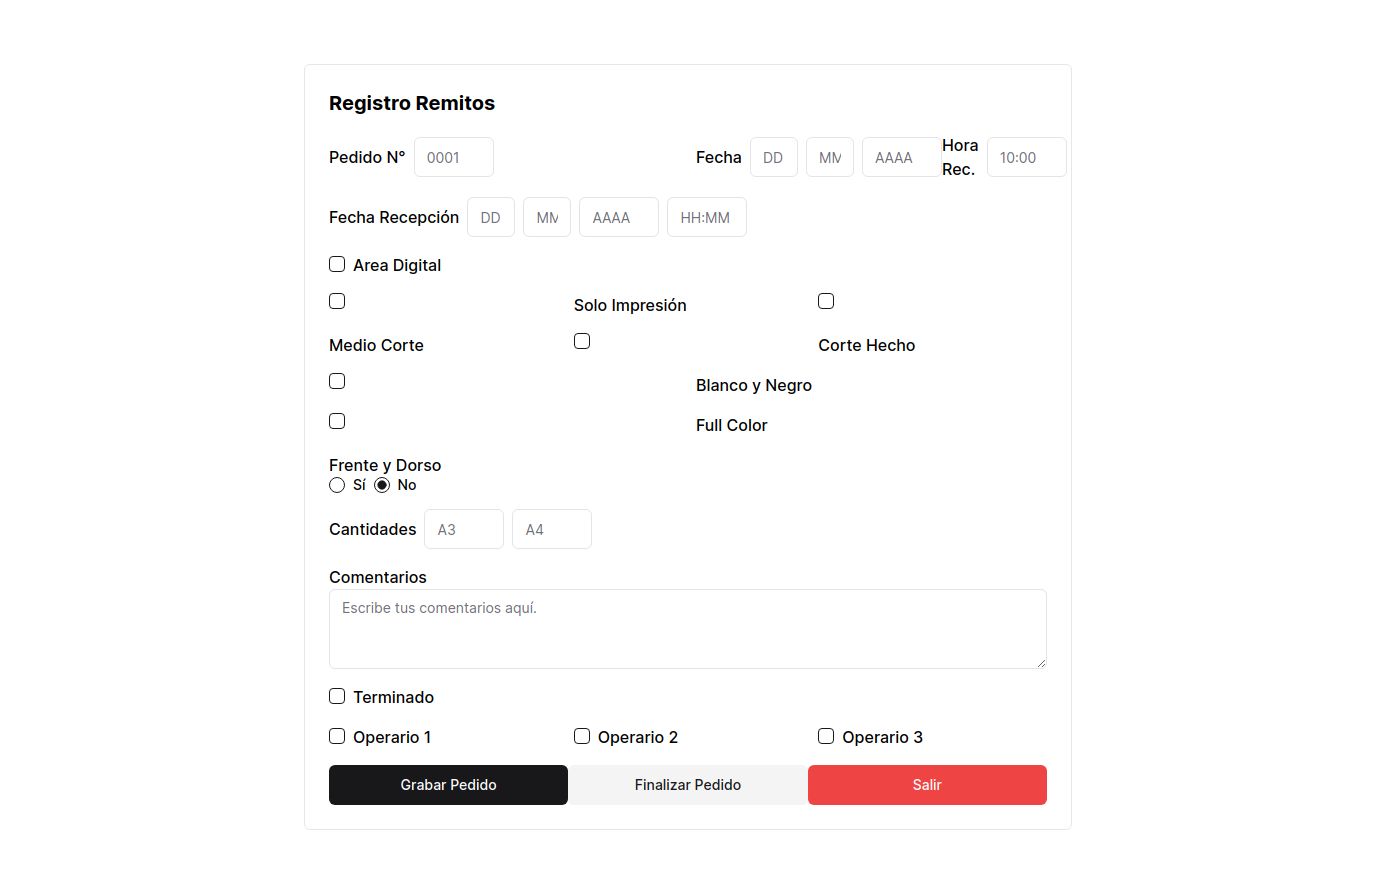 Registro Remitos
Pedido N° 0001 Fecha DD MM AAAA Hora Rec. 10:00
Fecha Recepción DD MM AAAA HH:MM
Area Digital
Solo Impresión
Medio Corte Corte Hecho
Blanco y Negro
Full Color
Frente y Dorso
Sí No
Cantidades A3 A4
Comentarios
Escribe tus comentarios aquí.
Terminado
Operario 1 Operario 2 Operario 3
Grabar Pedido Finalizar Pedido Salir